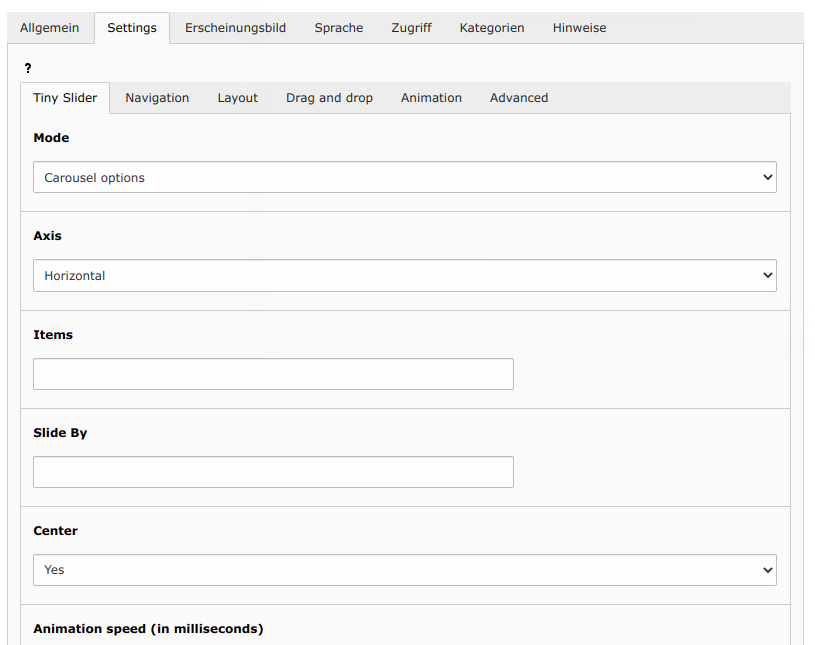 Allgemein Settings Erscheinungsbild Sprache Zugriff Kategorien Hinweise
?
Tiny Slider Navigation Layout Drag and drop Animation Advanced
Mode
Carousel options
Axis
Horizontal
Items
Slide By
Center
Yes
Animation speed (in milliseconds)